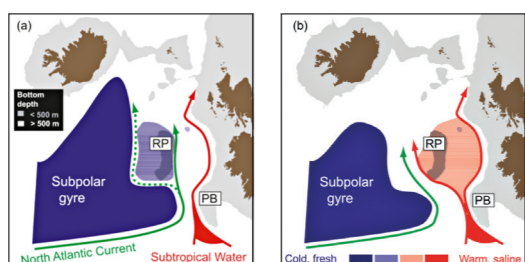 (a)
Bottom
depth
< 500 m
> 500 m
RP
Subpolar
gyre
PB
North Atlantic Current
Subtropical Water
(b)
RP
Subpolar
gyre
PB
Cold, fresh
Warm, saline